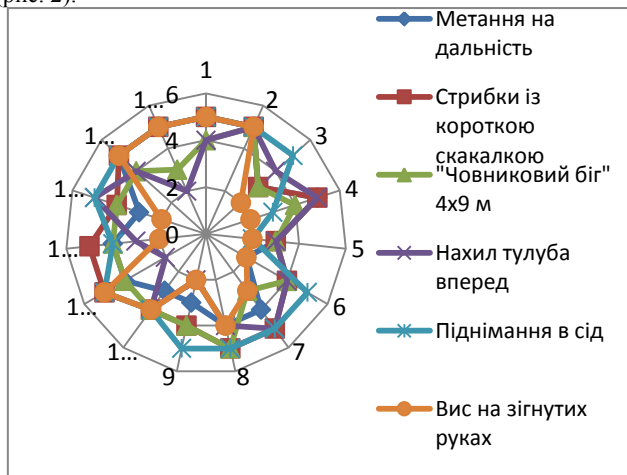 (рис. 2).
Метання на
дальність
Стрибки із
короткою
скакалкою
"Човниковий біг"
4х9 м
Нахил тулуба
вперед
Піднімання в сід
Вис на зігнутих
руках
1
2
3
4
5
6
7
8
9
1...
1...
1...
1...
1...
1...
6
4
2
0